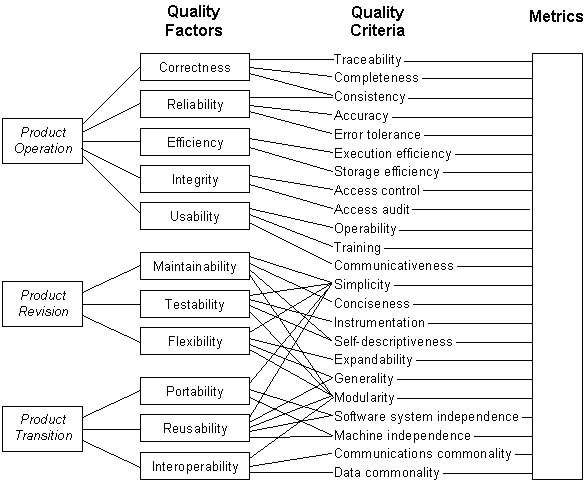 Quality
Factors
Quality
Criteria
Metrics
Product
Operation
Product
Revision
Product
Transition
Correctness
Reliability
Efficiency
Integrity
Usability
Maintainability
Testability
Flexibility
Portability
Reusability
Interoperability
Traceability
Completeness
Consistency
Accuracy
Error tolerance
Execution efficiency
Storage efficiency
Access control
Access audit
Operability
Training
Communicativeness
Simplicity
Conciseness
Instrumentation
Self-descriptiveness
Expandability
Generality
Modularity
Software system independence
Machine independence
Communications commonality
Data commonality